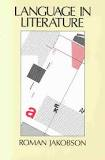 LANGUAGE IN
LITERATURE
a
ROMAN JAKOBSON